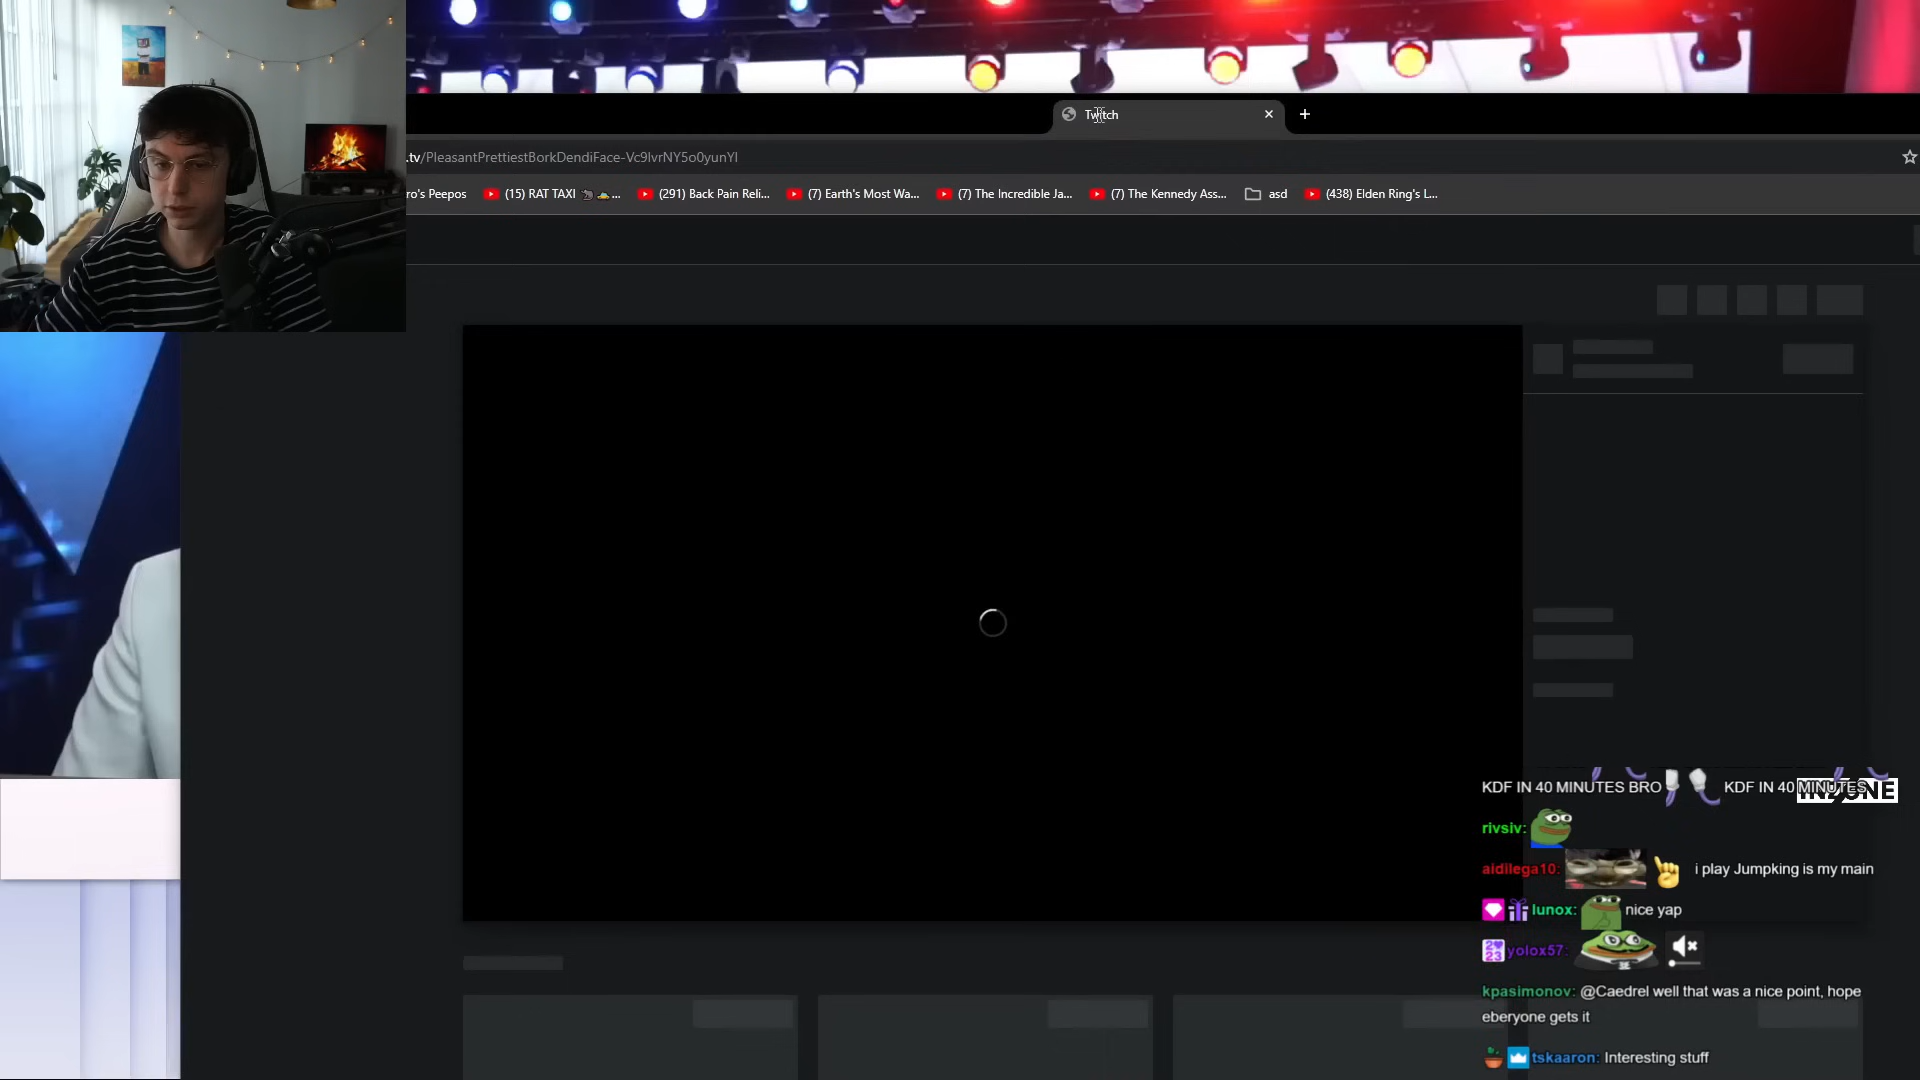 Twitch
.tv/PleasantPrettiestBorkDendiFace-Vc9lvrNY5o0yunYI
ro's Peepos
(15) RAT TAXI 🐀🚕...
(291) Back Pain Reli...
(7) Earth's Most Wa...
(7) The Incredible Ja...
(7) The Kennedy Ass...
asd
(438) Elden Ring's L...
KDF IN 40 MINUTES BRO KDF IN 40 MINUTES
INZONE
rivsiv:
aidilega10: i play Jumpking is my main
lunox: nice yap
yolox57:
kpasimonov: @Caedrel well that was a nice point, hope
eberyone gets it
tskaaron: Interesting stuff